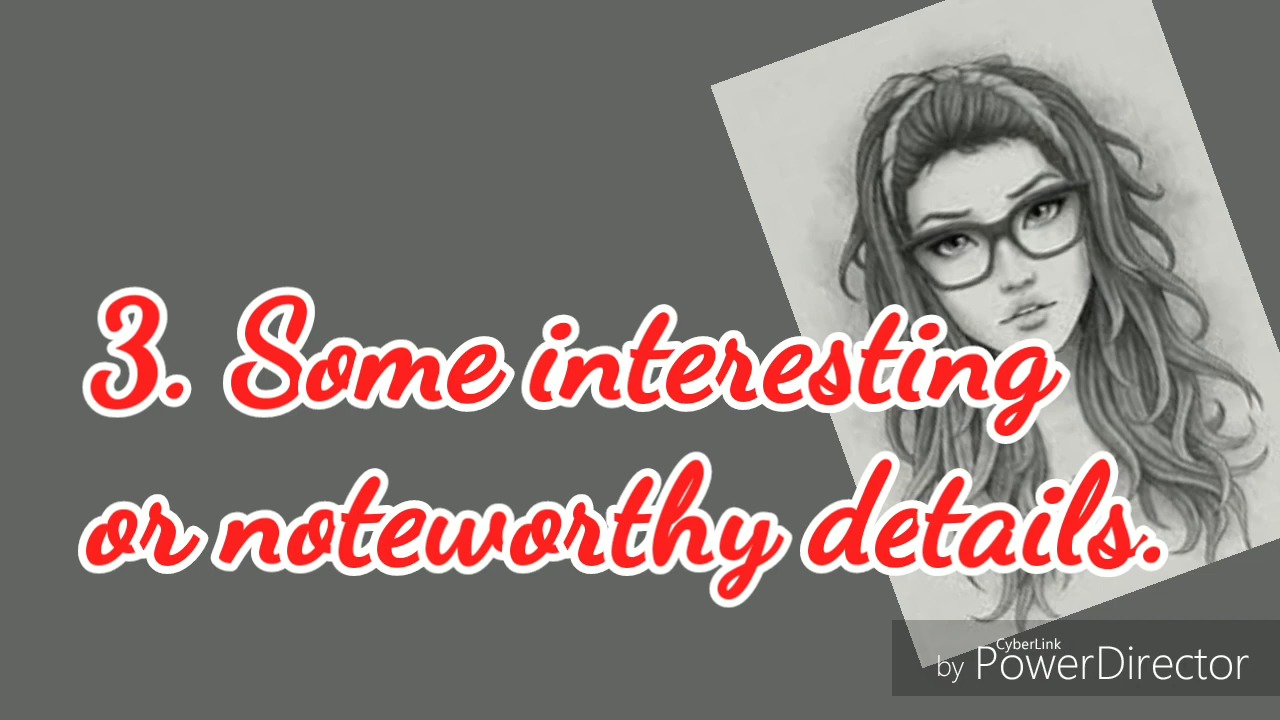 3. Some interesting
or noteworthy details.
CyberLink
by PowerDirector